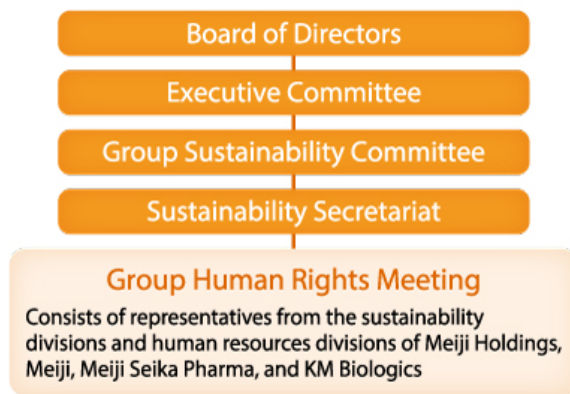 Board of Directors
Executive Committee
Group Sustainability Committee
Sustainability Secretariat
Group Human Rights Meeting
Consists of representatives from the sustainability
divisions and human resources divisions of Meiji Holdings,
Meiji, Meiji Seika Pharma, and KM Biologics